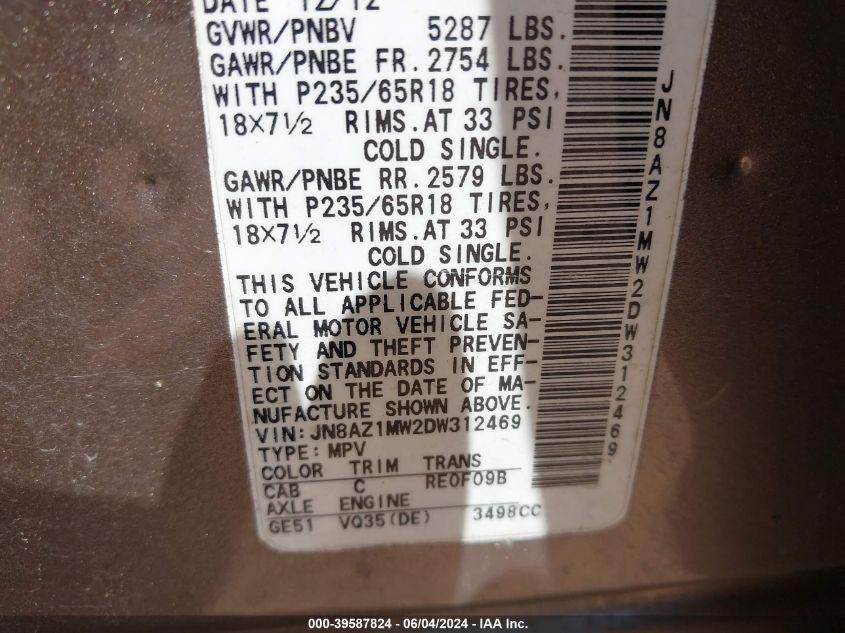 DATE 12/12
GVWR/PNBV 5287 LBS.
GAWR/PNBE FR. 2754 LBS.
WITH P235/65R18 TIRES,
18×7½ RIMS. AT 33 PSI
COLD SINGLE.
GAWR/PNBE RR. 2579 LBS.
WITH P235/65R18 TIRES,
18×7½ RIMS. AT 33 PSI
COLD SINGLE.
THIS VEHICLE CONFORMS
TO ALL APPLICABLE FED-
ERAL MOTOR VEHICLE SA-
FETY AND THEFT PREVEN-
TION STANDARDS IN EFF-
ECT ON THE DATE OF MA-
NUFACTURE SHOWN ABOVE.
VIN: JN8AZ1MW2DW312469
TYPE: MPV
COLOR TRIM TRANS
CAB C RE0F09B
AXLE ENGINE
GE51 VQ35(DE) 3498CC
JN8AZ1MW2DW312469
000-39587824 - 06/04/2024 - IAA Inc.